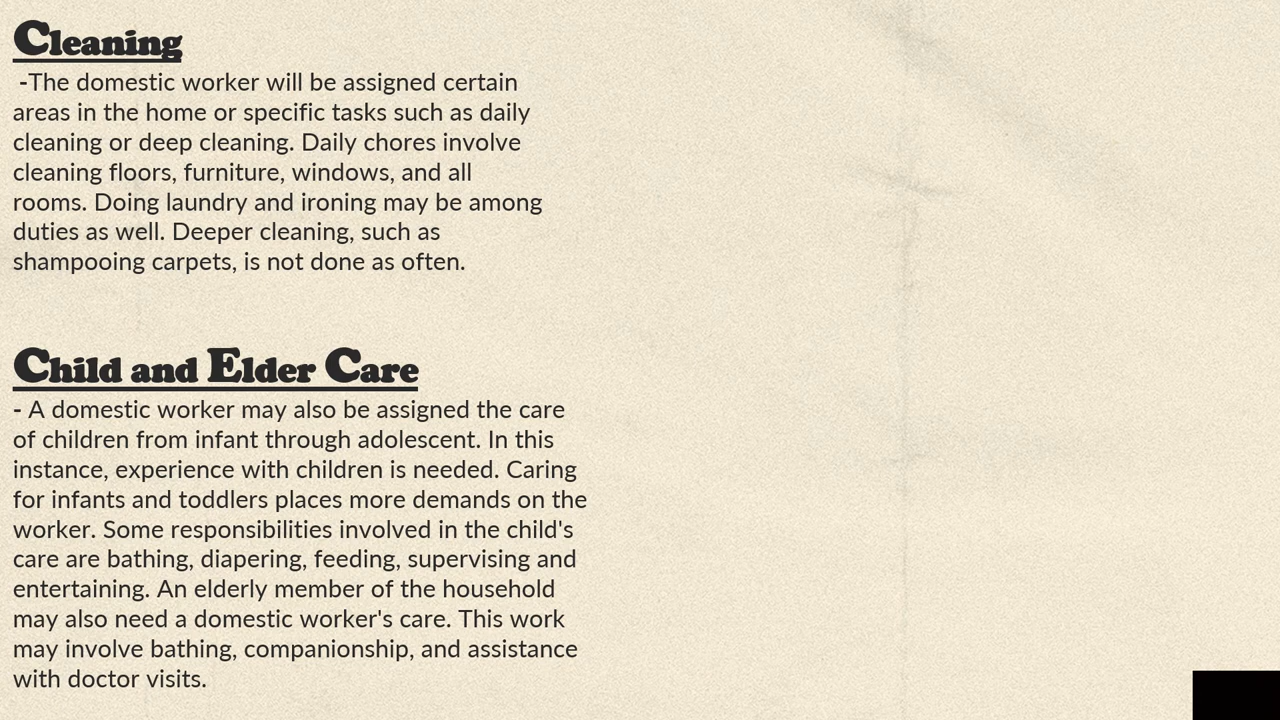 Cleaning
-The domestic worker will be assigned certain
areas in the home or specific tasks such as daily
cleaning or deep cleaning. Daily chores involve
cleaning floors, furniture, windows, and all
rooms. Doing laundry and ironing may be among
duties as well. Deeper cleaning, such as
shampooing carpets, is not done as often.
Child and Elder Care
- A domestic worker may also be assigned the care
of children from infant through adolescent. In this
instance, experience with children is needed. Caring
for infants and toddlers places more demands on the
worker. Some responsibilities involved in the child's
care are bathing, diapering, feeding, supervising and
entertaining. An elderly member of the household
may also need a domestic worker's care. This work
may involve bathing, companionship, and assistance
with doctor visits.